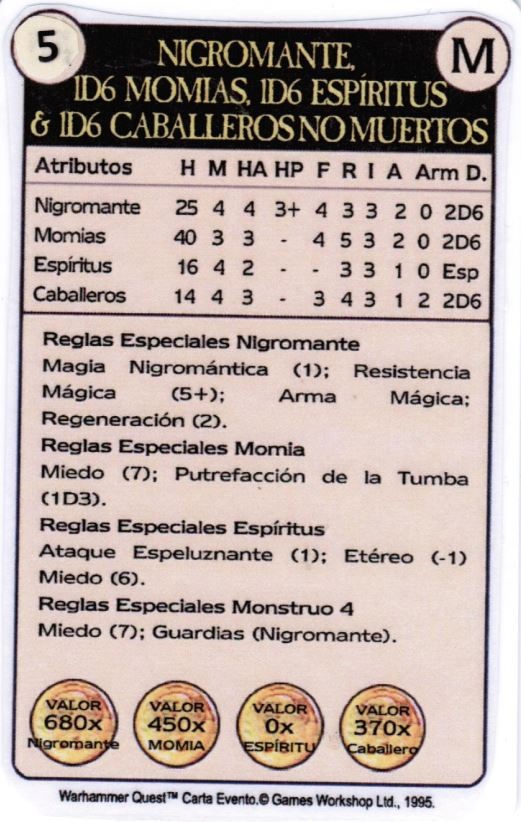 5
M
NIGROMANTE,
1D6 MOMIAS, 1D6 ESPÍRITUS
& 1D6 CABALLEROS NO MUERTOS
Atributos H M HA HP F R I A Arm D.
Nigromante 25 4 4 3+ 4 3 3 2 0 2D6
Momias 40 3 3 - 4 5 3 2 0 2D6
Espíritus 16 4 2 - - 3 3 1 0 Esp
Caballeros 14 4 3 - 3 4 3 1 2 2D6
Reglas Especiales Nigromante
Magia Nigromántica (1); Resistencia
Mágica (5+); Arma Mágica;
Regeneración (2).
Reglas Especiales Momia
Miedo (7); Putrefacción de la Tumba
(1D3).
Reglas Especiales Espíritus
Ataque Espeluznante (1); Etéreo (-1)
Miedo (6).
Reglas Especiales Monstruo 4
Miedo (7); Guardias (Nigromante).
VALOR
680x
Nigromante
VALOR
450x
MOMIA
VALOR
0x
ESPÍRITU
VALOR
370x
Caballero
Warhammer Quest™ Carta Evento.© Games Workshop Ltd., 1995.